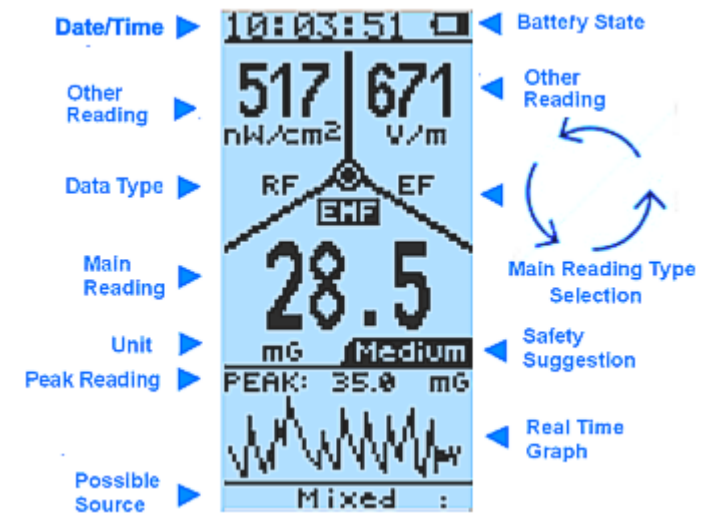 Date/Time
10:03:51
Battefy State
Other
Reading
517
nW/cm2
671
V/m
Other
Reading
Data Type
RF
EF
EMF
Main
Reading
28.5
Main Reading Type
Selection
Unit
mG
Medium
Safety
Suggestion
Peak Reading
PEAK: 35.0 mG
Real Time
Graph
Possible
Source
Mixed :